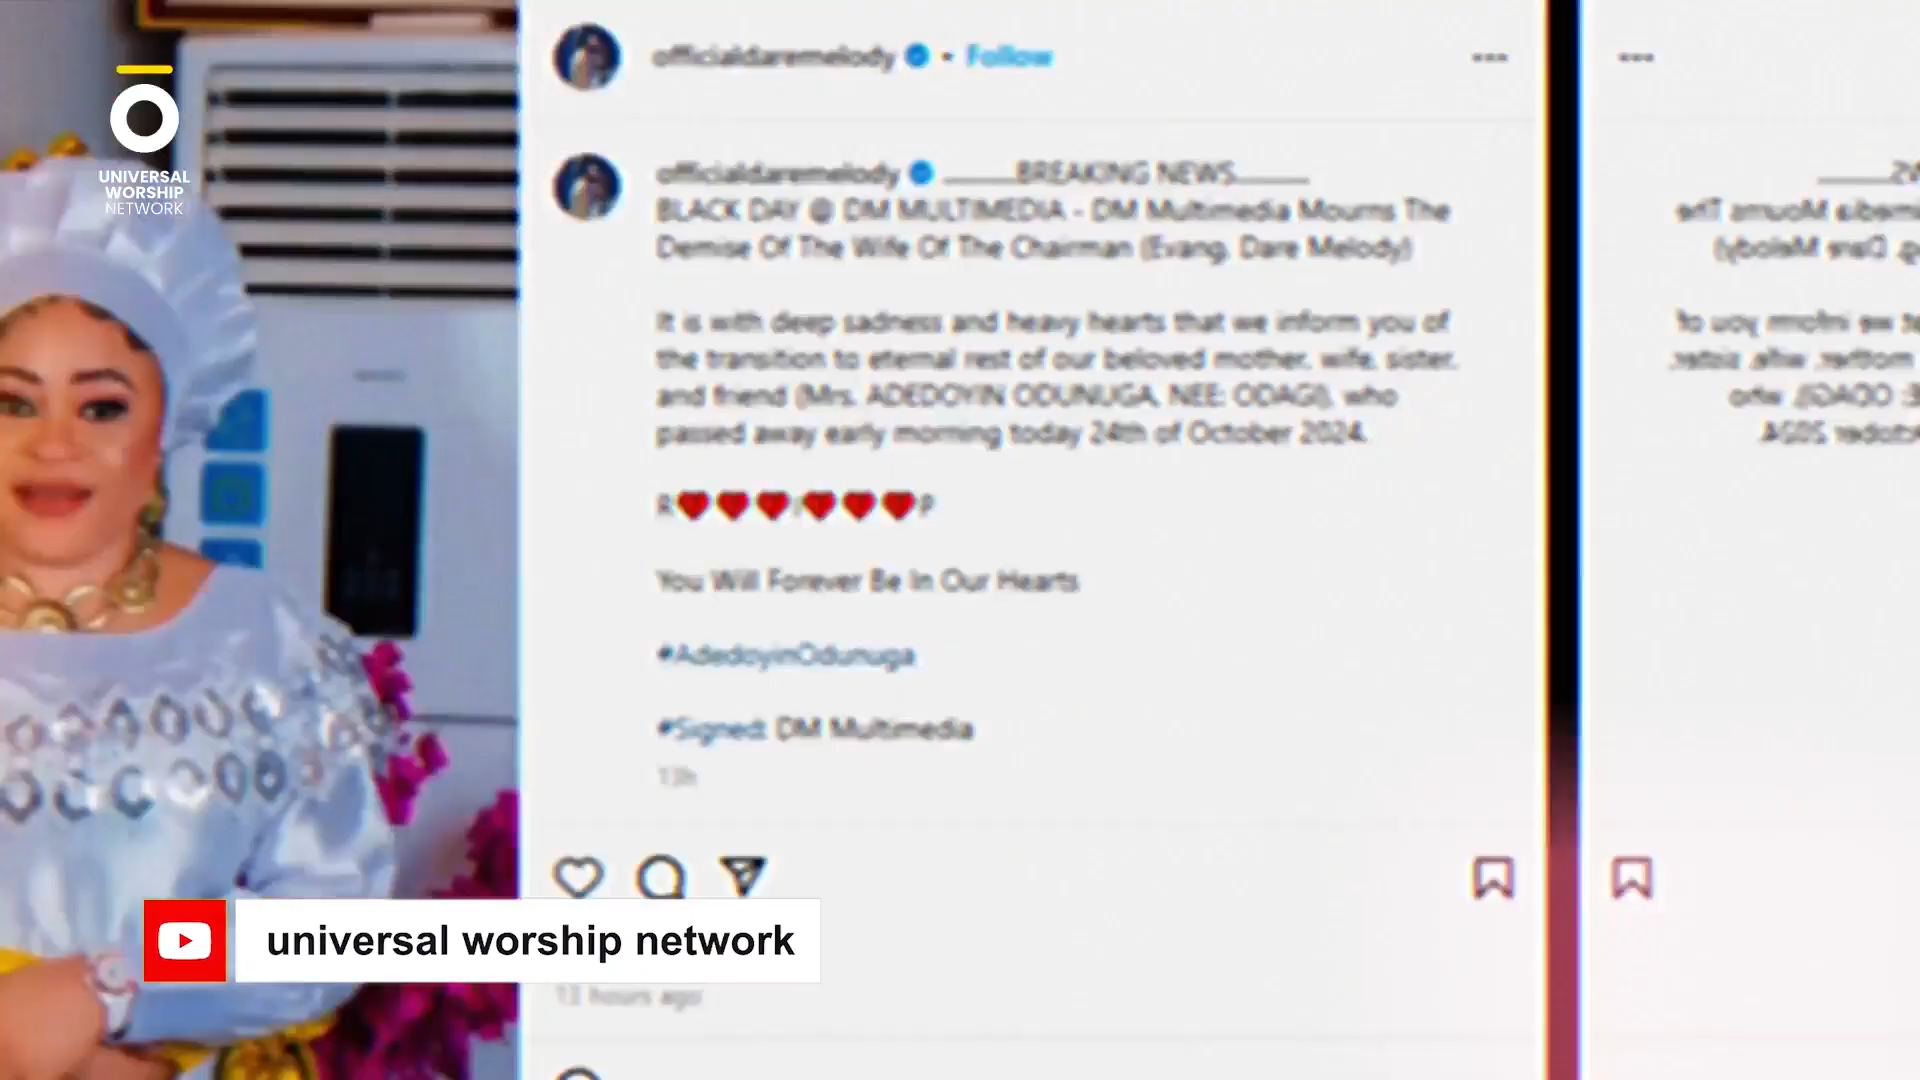 UNIVERSAL
WORSHIP
NETWORK
officialdaremelody • Follow
officialdaremelody ______BREAKING NEWS______
BLACK DAY @ DM MULTIMEDIA - DM Multimedia Mourns The
Demise Of The Wife Of The Chairman (Evang. Dare Melody)
It is with deep sadness and heavy hearts that we inform you of
the transition to eternal rest of our beloved mother, wife, sister,
and friend (Mrs. ADEDOYIN ODUNUGA, NEE: ODAGI), who
passed away early morning today 24th of October 2024.
R❤️❤️❤️I❤️❤️❤️P
You Will Forever Be In Our Hearts
#AdedoyinOdunuga
#Signed: DM Multimedia
13h
universal worship network
13 hours ago